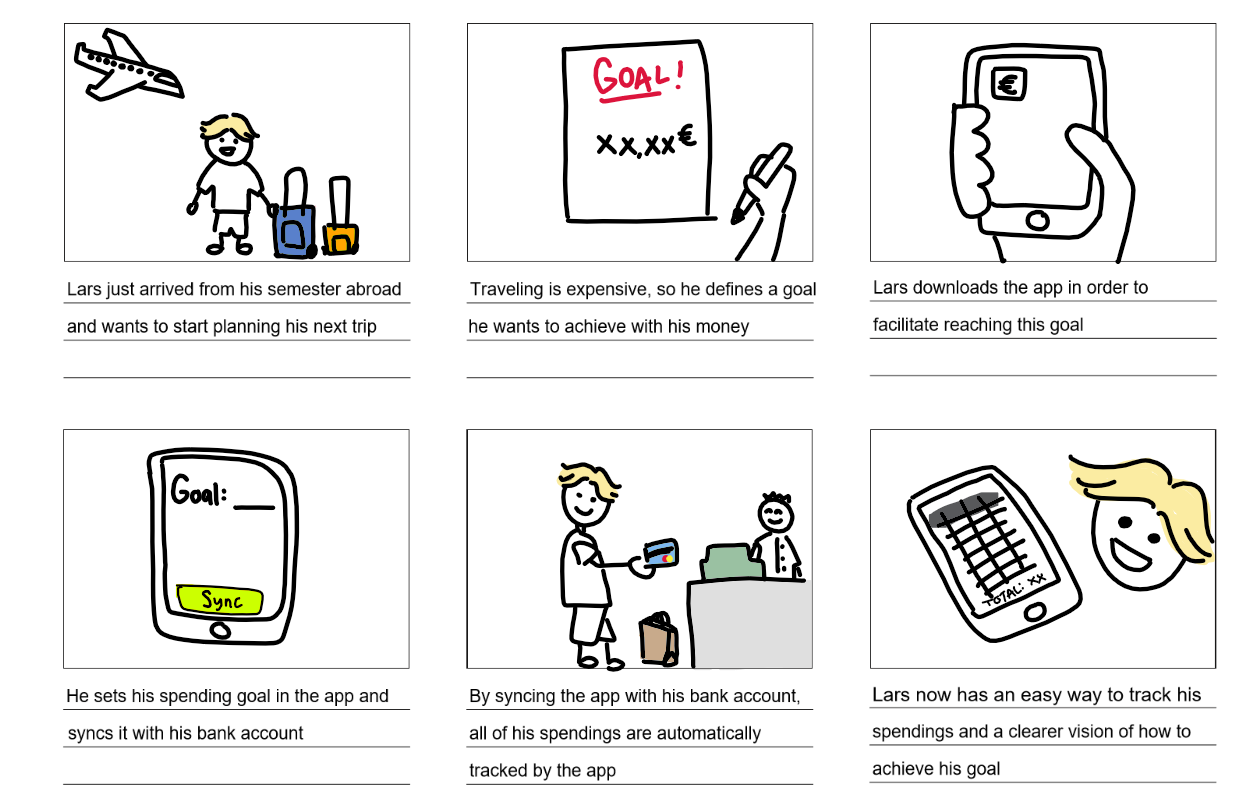 GOAL!
xx,xx€
€
Lars just arrived from his semester abroad
and wants to start planning his next trip
Traveling is expensive, so he defines a goal
he wants to achieve with his money
Lars downloads the app in order to
facilitate reaching this goal
Goal: __
Sync
TOTAL: XX
He sets his spending goal in the app and
syncs it with his bank account
By syncing the app with his bank account,
all of his spendings are automatically
tracked by the app
Lars now has an easy way to track his
spendings and a clearer vision of how to
achieve his goal